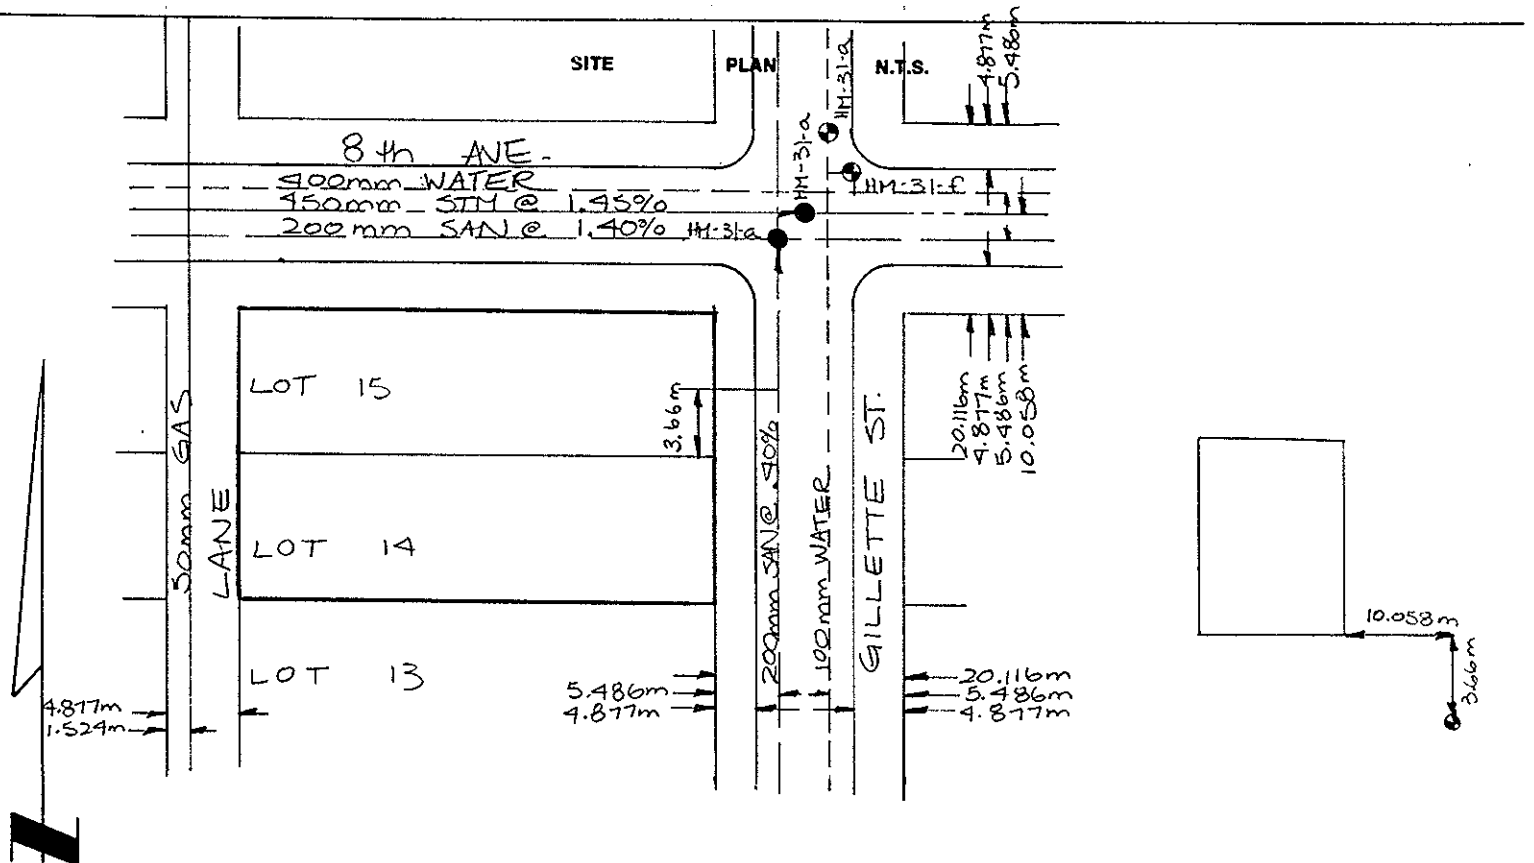 SITE PLAN N.T.S.
4.877m
5.486m
HM-31-a
HM-31-a
8th AVE.
400mm WATER
450mm STM @ 1.45%
200mm SAN @ 1.40%
HM-31-a
HM-31-f
LOT 15
3.66m
20.116m
4.877m
5.486m
10.058m
50mm GAS
LANE
LOT 14
200mm SAN @ .40%
100mm WATER
GILLETTE ST.
LOT 13
10.058m
3.66m
5.486m
4.877m
20.116m
5.486m
4.877m
4.877m
1.524m